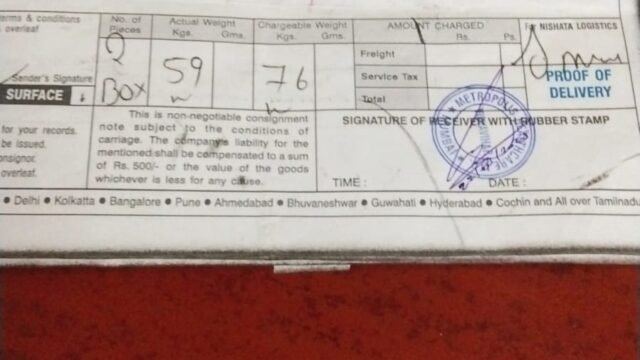 terms & conditions
overleaf
No. of Pieces
Actual Weight
Kgs. Gms.
Chargeable Weight
Kgs. Gms.
AMOUNT CHARGED
Rs. Ps.
For NISHATA LOGISTICS
2
BOX
59
76
Freight
Service Tax
Total
Sender's Signature
SURFACE
PROOF OF
DELIVERY
for your records.
be issued.
onsignor.
overleaf.
This is non-negotiable consignment
note subject to the conditions of
carriage. The company's liability for the
mentioned shall be compensated to a sum
of Rs. 500/- or the value of the goods
whichever is less for any cause.
SIGNATURE OF RECEIVER WITH RUBBER STAMP
METROPOLIS
MUMBAI
TIME :
DATE :
• Delhi • Kolkatta • Bangalore • Pune • Ahmedabad • Bhuvaneshwar • Guwahati • Hyderabad • Cochin and All over Tamilnadu